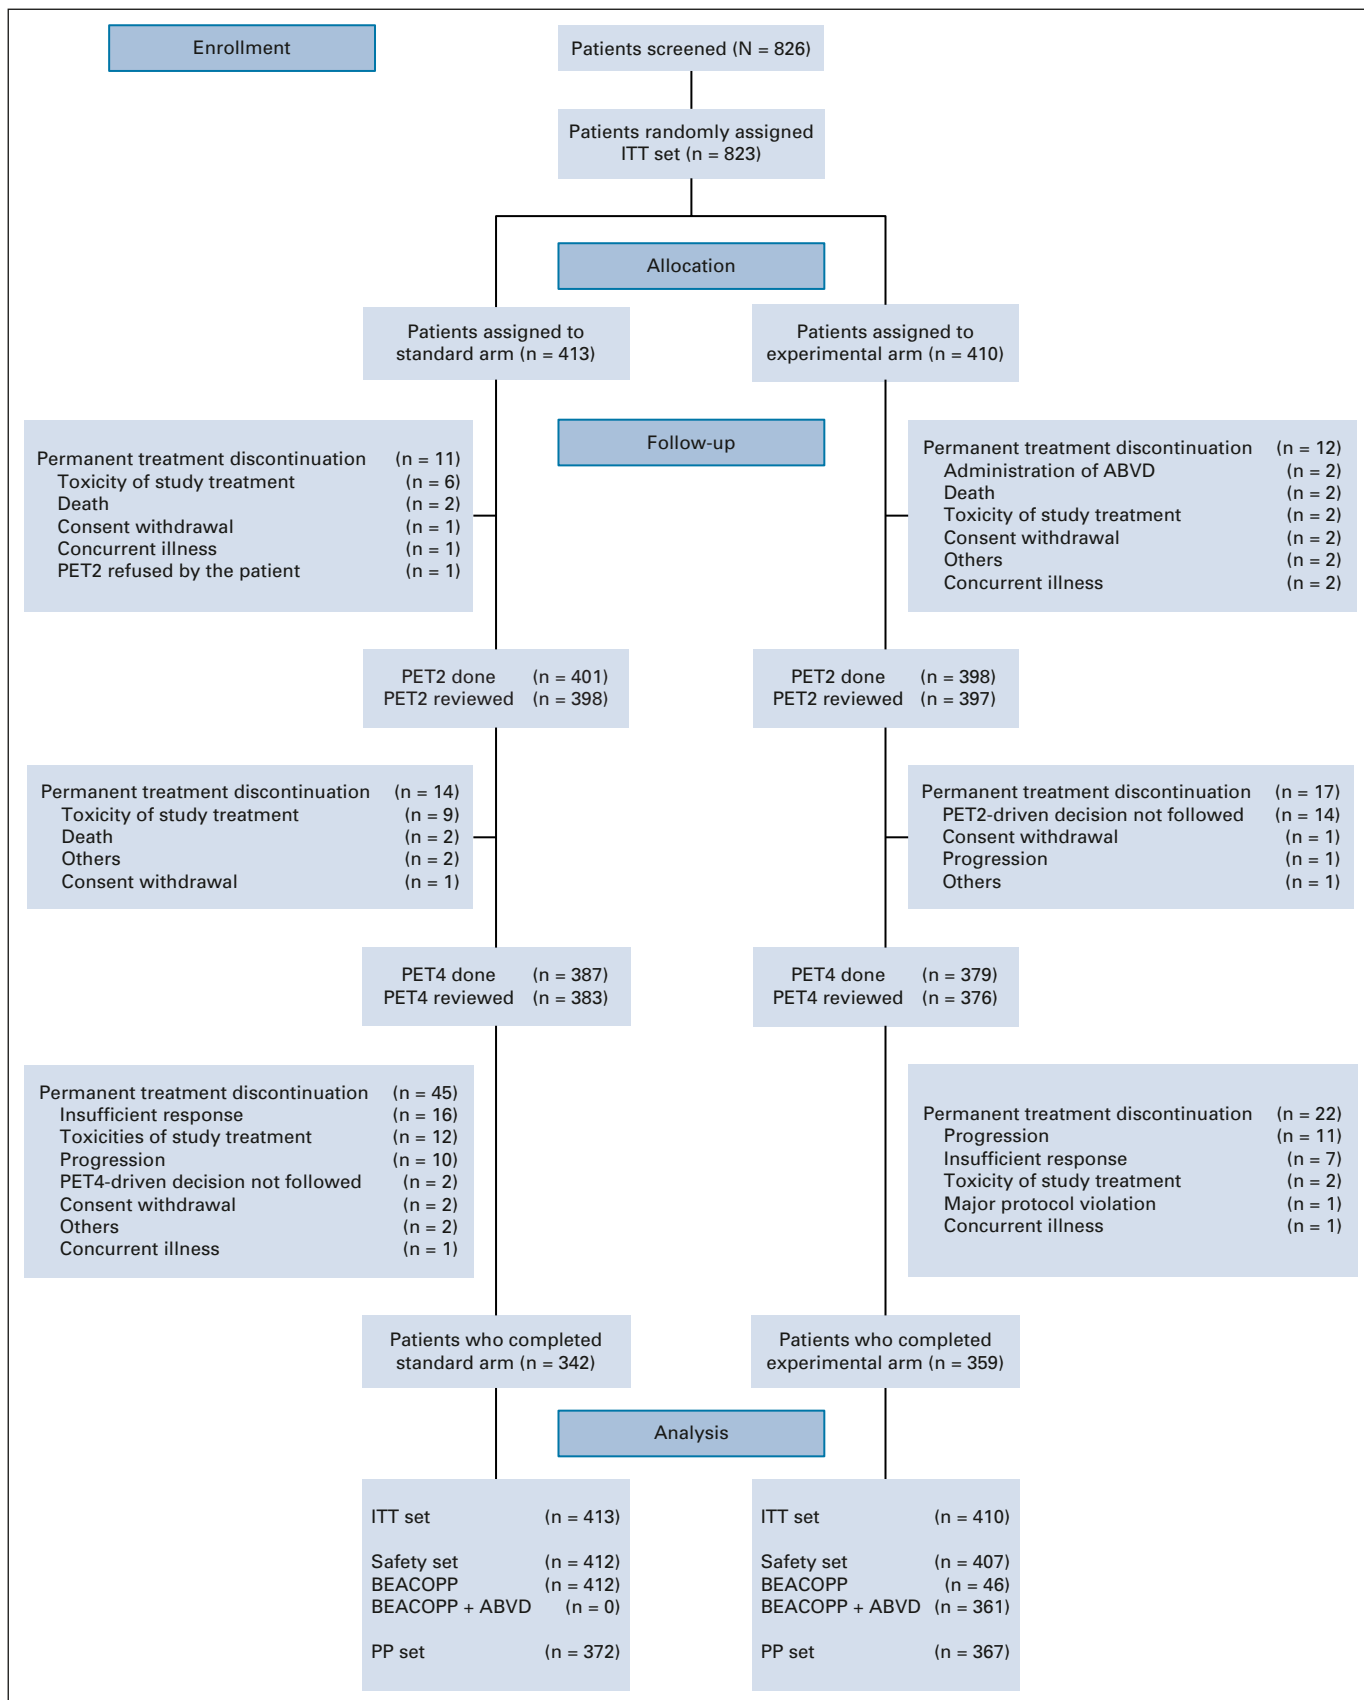 Enrollment
Patients screened (N = 826)
Patients randomly assigned
ITT set (n = 823)
Allocation
Patients assigned to
standard arm (n = 413)
Patients assigned to
experimental arm (n = 410)
Follow-up
Permanent treatment discontinuation (n = 11)
Toxicity of study treatment (n = 6)
Death (n = 2)
Consent withdrawal (n = 1)
Concurrent illness (n = 1)
PET2 refused by the patient (n = 1)
Permanent treatment discontinuation (n = 12)
Administration of ABVD (n = 2)
Death (n = 2)
Toxicity of study treatment (n = 2)
Consent withdrawal (n = 2)
Others (n = 2)
Concurrent illness (n = 2)
PET2 done (n = 401)
PET2 reviewed (n = 398)
PET2 done (n = 398)
PET2 reviewed (n = 397)
Permanent treatment discontinuation (n = 14)
Toxicity of study treatment (n = 9)
Death (n = 2)
Others (n = 2)
Consent withdrawal (n = 1)
Permanent treatment discontinuation (n = 17)
PET2-driven decision not followed (n = 14)
Consent withdrawal (n = 1)
Progression (n = 1)
Others (n = 1)
PET4 done (n = 387)
PET4 reviewed (n = 383)
PET4 done (n = 379)
PET4 reviewed (n = 376)
Permanent treatment discontinuation (n = 45)
Insufficient response (n = 16)
Toxicities of study treatment (n = 12)
Progression (n = 10)
PET4-driven decision not followed (n = 2)
Consent withdrawal (n = 2)
Others (n = 2)
Concurrent illness (n = 1)
Permanent treatment discontinuation (n = 22)
Progression (n = 11)
Insufficient response (n = 7)
Toxicity of study treatment (n = 2)
Major protocol violation (n = 1)
Concurrent illness (n = 1)
Patients who completed
standard arm (n = 342)
Patients who completed
experimental arm (n = 359)
Analysis
ITT set (n = 413)
Safety set (n = 412)
BEACOPP (n = 412)
BEACOPP + ABVD (n = 0)
PP set (n = 372)
ITT set (n = 410)
Safety set (n = 407)
BEACOPP (n = 46)
BEACOPP + ABVD (n = 361)
PP set (n = 367)